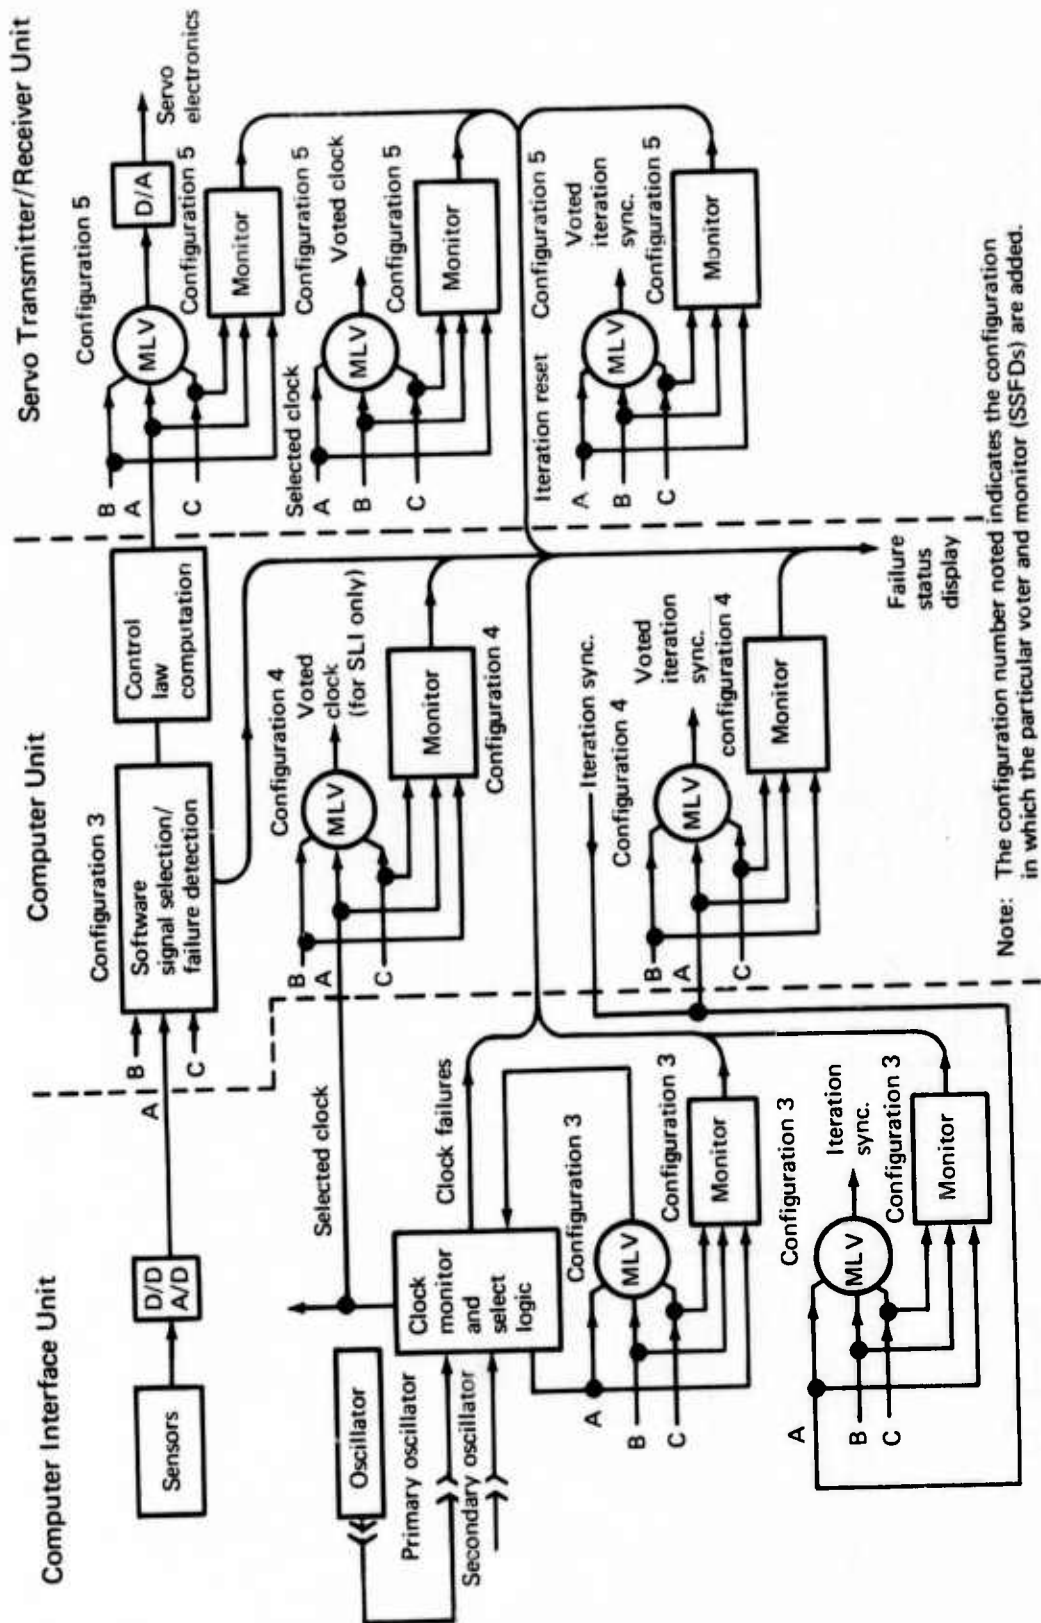 Computer Interface Unit
Computer Unit
Servo Transmitter/Receiver Unit
Sensors
D/D
A/D
A
B
C
Configuration 3
Software
signal selection/
failure detection
Control
law
computation
B
A
C
Configuration 5
MLV
D/A
Servo
electronics
Configuration 5
Monitor
Oscillator
Primary oscillator
Secondary oscillator
Selected clock
Clock
monitor
and
select
logic
Clock failures
Configuration 3
A
B
C
MLV
Configuration 3
Monitor
B
A
C
Configuration 4
MLV
Voted
clock
(for SLI only)
Monitor
Configuration 4
Selected clock
A
B
C
Configuration 5
MLV
Voted clock
Configuration 5
Monitor
A
B
C
Configuration 3
MLV
Iteration
sync.
Configuration 3
Monitor
Iteration sync.
Configuration 4
B
A
C
MLV
Voted
iteration
sync.
configuration 4
Monitor
Iteration reset
A
B
C
Configuration 5
MLV
Voted
iteration
sync.
Configuration 5
Monitor
Failure
status
display
Note: The configuration number noted indicates the configuration
in which the particular voter and monitor (SSFDs) are added.